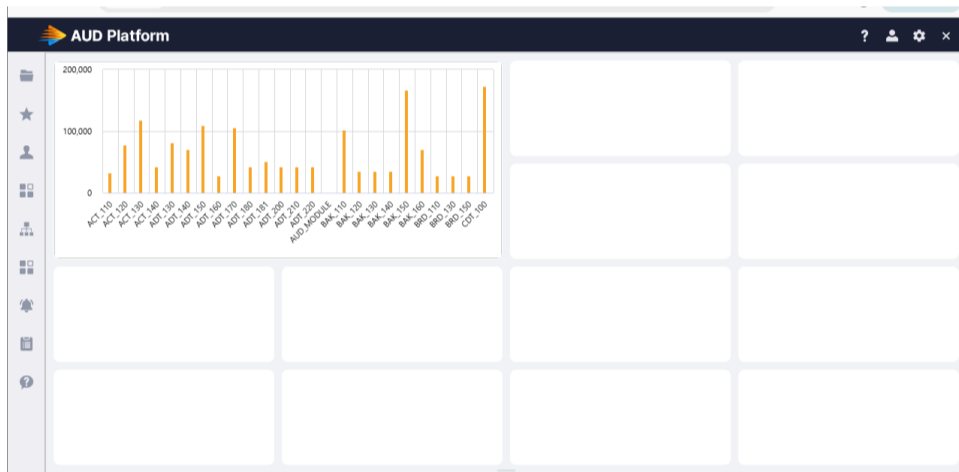 AUD Platform
200,000
100,000
0
ACT_110
ACT_120
ACT_130
ACT_140
ADT_130
ADT_140
ADT_150
ADT_160
ADT_170
ADT_180
ADT_181
ADT_200
ADT_210
ADT_220
AUD_MODULE
BAK_110
BAK_120
BAK_130
BAK_140
BAK_150
BAK_160
BRD_110
BRD_130
BRD_150
CDT_100